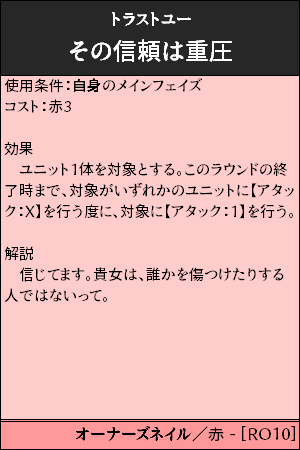 トラストユー
その信頼は重圧
使用条件：自身のメインフェイズ
コスト：赤3
効果
　ユニット1体を対象とする。このラウンドの終
了時まで、対象がいずれかのユニットに【アタッ
ク：X】を行う度に、対象に【アタック：1】を行う。
解説
　信じてます。貴女は、誰かを傷つけたりする
人ではないって。
オーナーズネイル／赤 - [RO10]